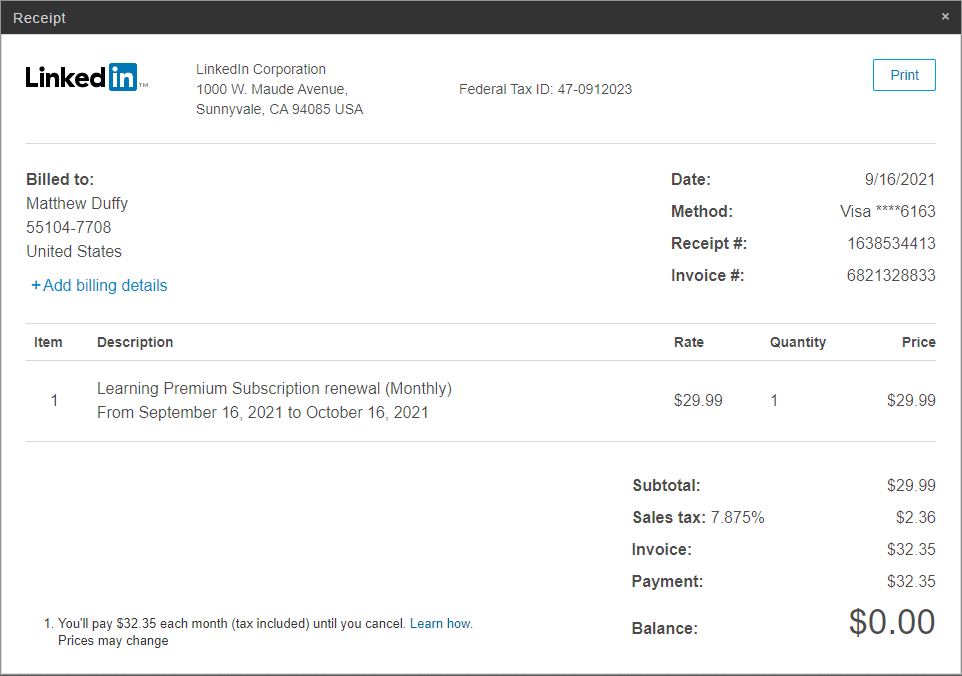 Receipt ×
Linked in ™
LinkedIn Corporation
1000 W. Maude Avenue,
Sunnyvale, CA 94085 USA
Federal Tax ID: 47-0912023
Print
Billed to:
Matthew Duffy
55104-7708
United States
+Add billing details
Date: 9/16/2021
Method: Visa ****6163
Receipt #: 1638534413
Invoice #: 6821328833
Item Description Rate Quantity Price
1 Learning Premium Subscription renewal (Monthly) $29.99 1 $29.99
From September 16, 2021 to October 16, 2021
Subtotal: $29.99
Sales tax: 7.875% $2.36
Invoice: $32.35
Payment: $32.35
Balance: $0.00
1. You'll pay $32.35 each month (tax included) until you cancel. Learn how.
Prices may change